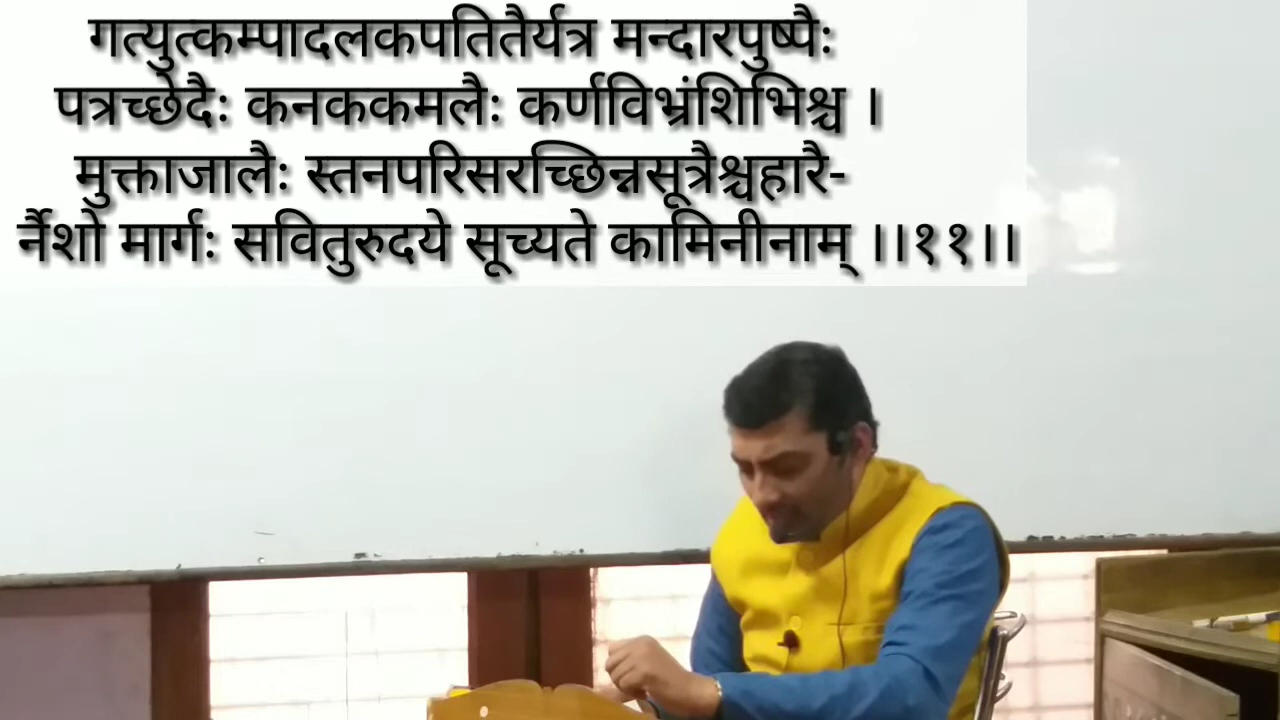 गत्युत्कम्पादलकपतितैर्यत्र मन्दारपुष्पैः
पत्रच्छेदैः कनककमलैः कर्णविभ्रंशिभिश्च ।
मुक्ताजालैः स्तनपरिसरच्छिन्नसूत्रैश्चहारै-
र्नैशो मार्गः सवितुरुदये सूच्यते कामिनीनाम् ।।११।।